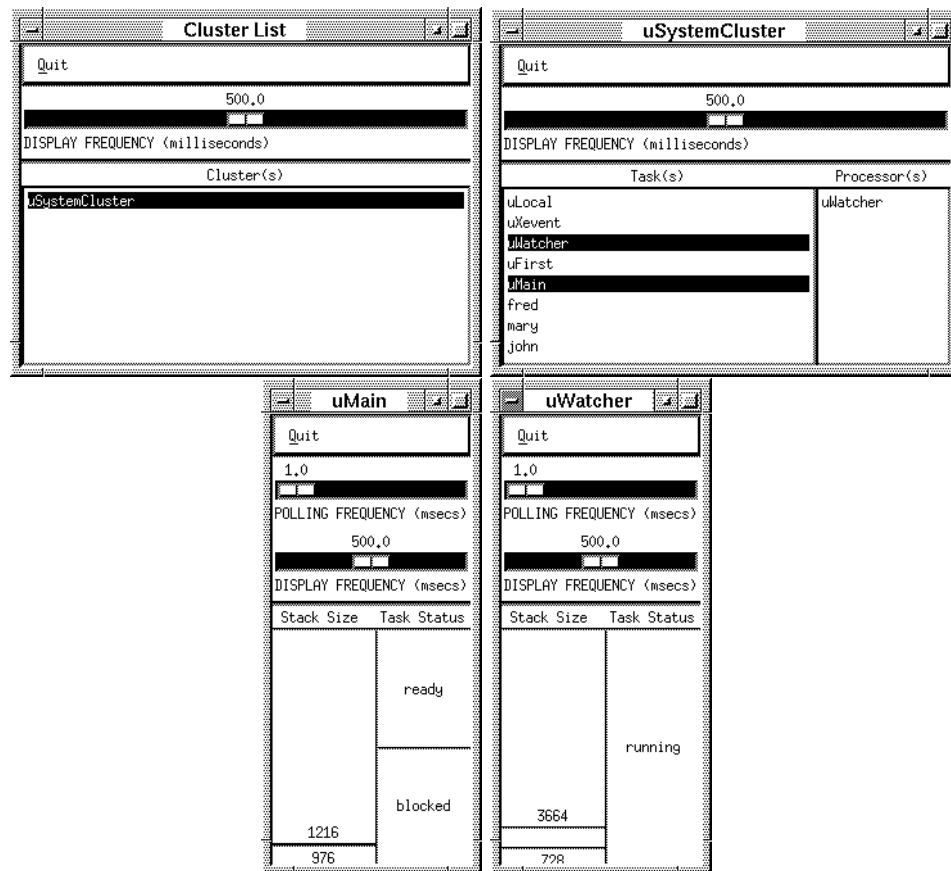 Cluster List
Quit
500.0
DISPLAY FREQUENCY (milliseconds)
Cluster(s)
uSystemCluster
uSystemCluster
Quit
500.0
DISPLAY FREQUENCY (milliseconds)
Task(s) Processor(s)
uLocal uWatcher
uXevent
uWatcher
uFirst
uMain
fred
mary
john
uMain
Quit
1.0
POLLING FREQUENCY (msecs)
500.0
DISPLAY FREQUENCY (msecs)
Stack Size Task Status
ready
blocked
1216
976
uWatcher
Quit
1.0
POLLING FREQUENCY (msecs)
500.0
DISPLAY FREQUENCY (msecs)
Stack Size Task Status
running
3664
728